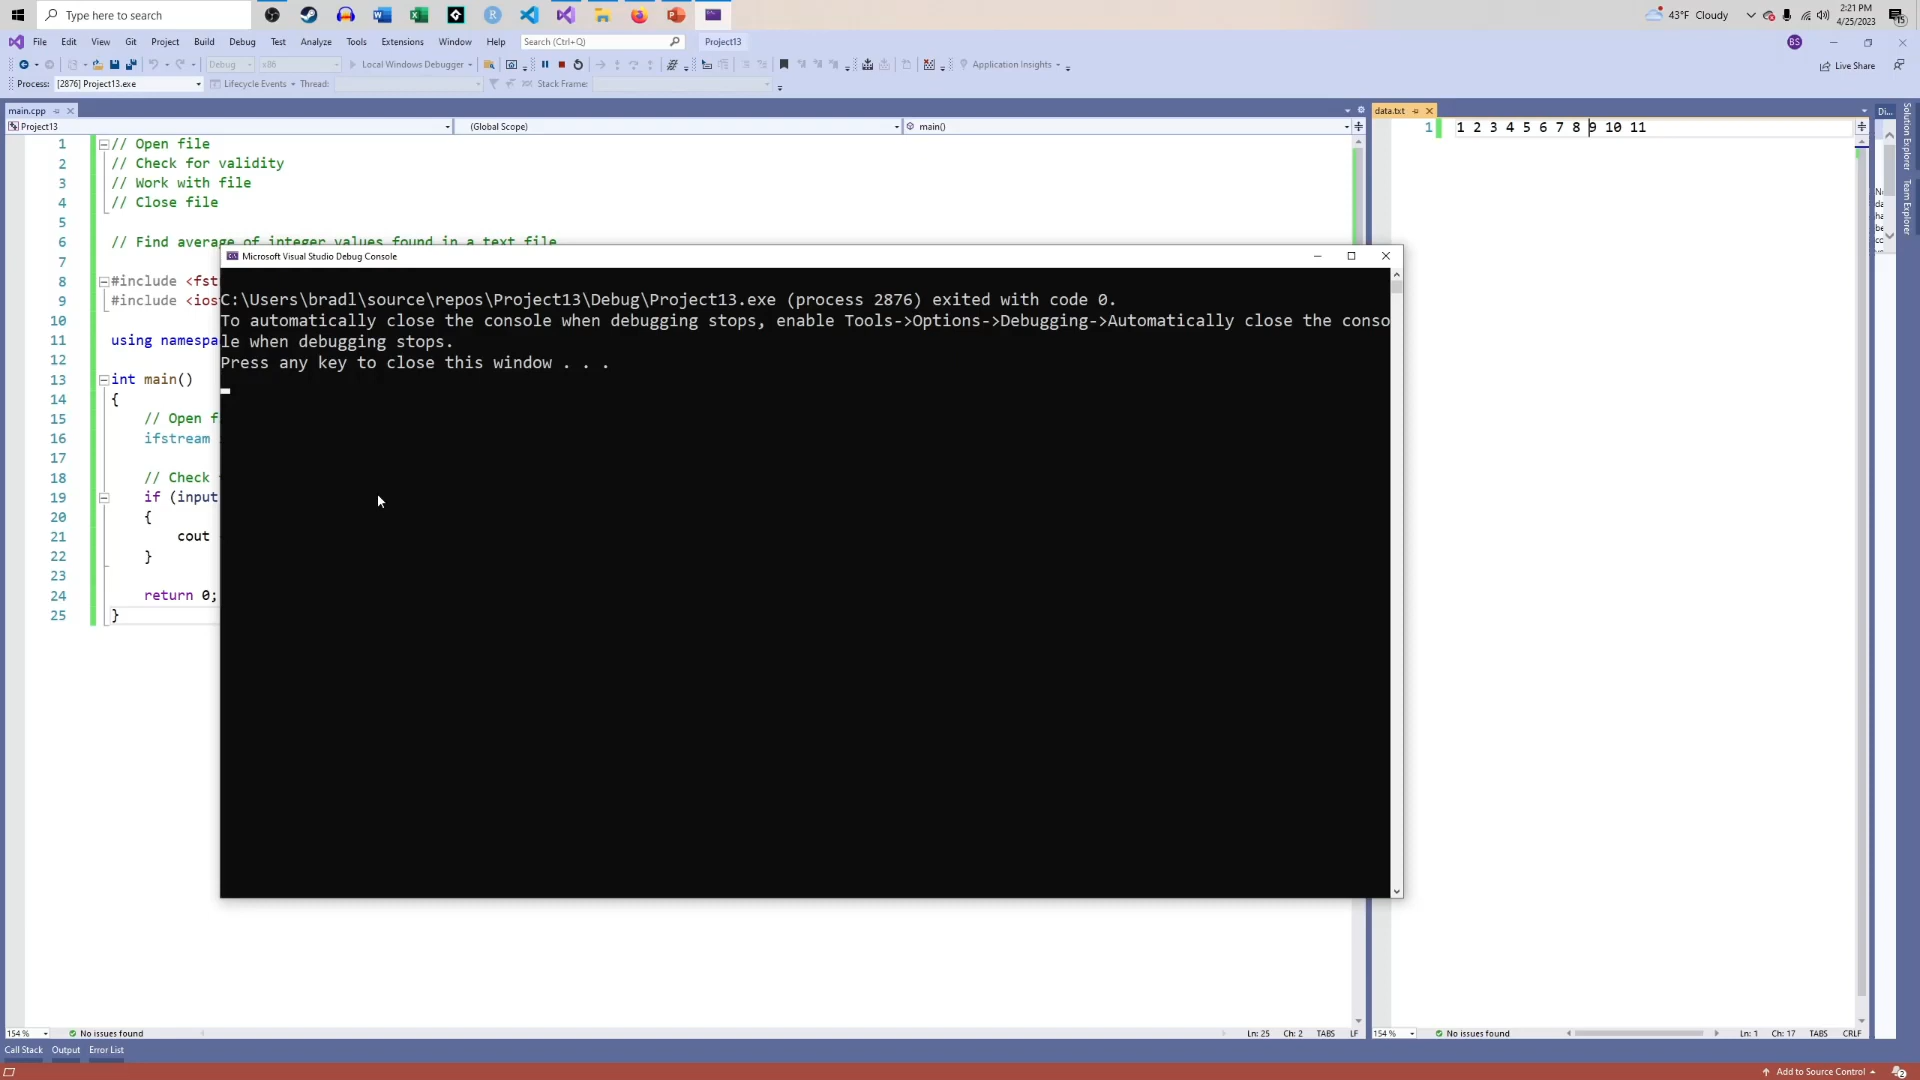 Type here to search
43°F Cloudy
2:21 PM
4/25/2023
15
File Edit View Git Project Build Debug Test Analyze Tools Extensions Window Help Search (Ctrl+Q) Project13
BS
Debug x86 Local Windows Debugger Application Insights Live Share
Process: [2876] Project13.exe Lifecycle Events Thread: Stack Frame:
main.cpp
Project13 (Global Scope) main()
1 // Open file
2 // Check for validity
3 // Work with file
4 // Close file
5
6 // Find average of integer values found in a text file
7
8 #include <fst
9 #include <ios
10
11 using namespa
12
13 int main()
14 {
15 // Open f
16 ifstream
17
18 // Check
19 if (input
20 {
21 cout
22 }
23
24 return 0;
25 }
Microsoft Visual Studio Debug Console
C:\Users\bradl\source\repos\Project13\Debug\Project13.exe (process 2876) exited with code 0.
To automatically close the console when debugging stops, enable Tools->Options->Debugging->Automatically close the conso
le when debugging stops.
Press any key to close this window . . .
data.txt
1 1 2 3 4 5 6 7 8 9 10 11
Di...
Solution Explorer
Team Explorer
154 % No issues found Ln: 25 Ch: 2 TABS LF
154 % No issues found Ln: 1 Ch: 17 TABS CRLF
Call Stack Output Error List
Add to Source Control
2